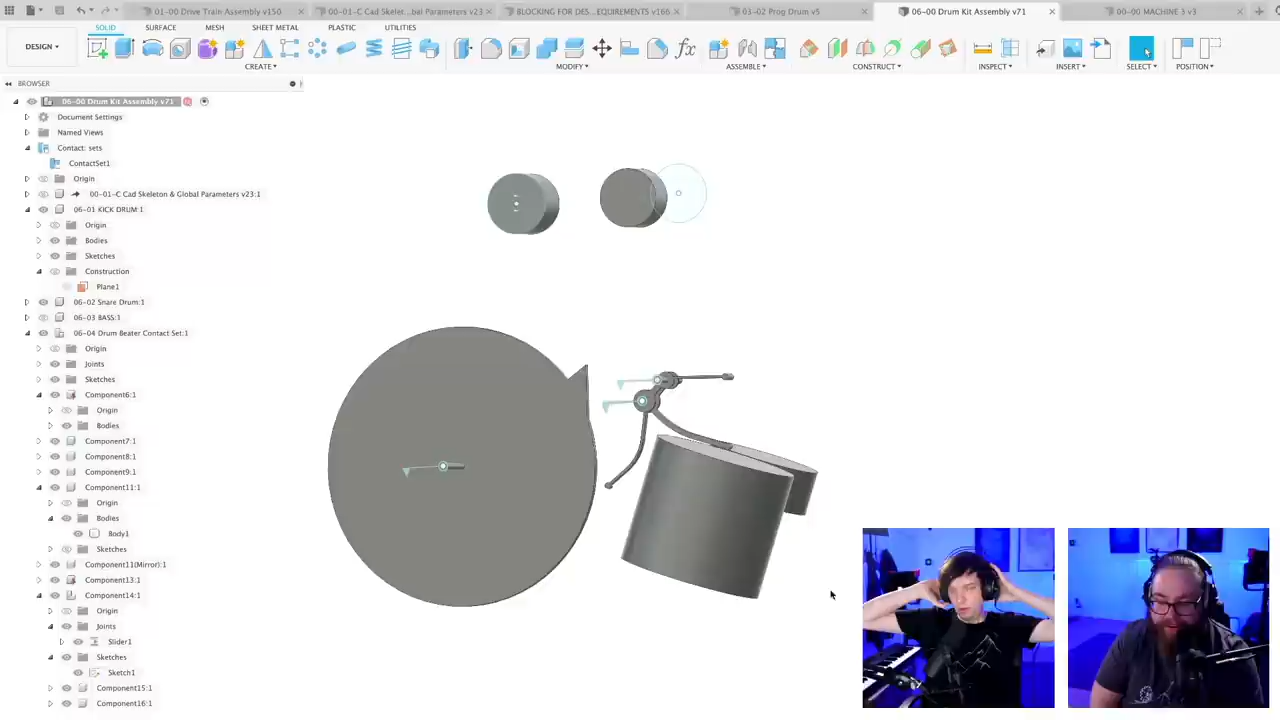 01-00 Drive Train Assembly v150
00-01-C Cad Skelet...bal Parameters v23
BLOCKING FOR DES...EQUIREMENTS v166
03-02 Prog Drum v5
06-00 Drum Kit Assembly v71
00-00 MACHINE 3 v3
SOLID
SURFACE
MESH
SHEET METAL
PLASTIC
UTILITIES
DESIGN
CREATE
MODIFY
ASSEMBLE
CONSTRUCT
INSPECT
INSERT
SELECT
POSITION
BROWSER
06-00 Drum Kit Assembly v71
Document Settings
Named Views
Contact: sets
ContactSet1
Origin
00-01-C Cad Skeleton & Global Parameters v23:1
06-01 KICK DRUM:1
Origin
Bodies
Sketches
Construction
Plane1
06-02 Snare Drum:1
06-03 BASS:1
06-04 Drum Beater Contact Set:1
Origin
Joints
Sketches
Component6:1
Origin
Bodies
Component7:1
Component8:1
Component9:1
Component11:1
Origin
Bodies
Body1
Sketches
Component11(Mirror):1
Component13:1
Component14:1
Origin
Joints
Slider1
Sketches
Sketch1
Component15:1
Component16:1